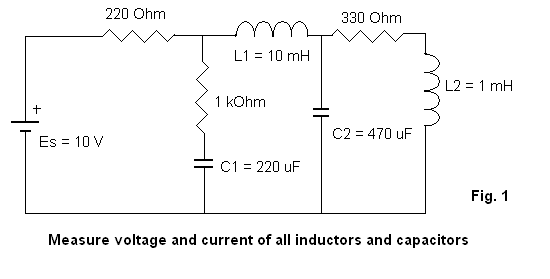 220 Ohm
330 Ohm
L1 = 10 mH
L2 = 1 mH
1 kOhm
+
Es = 10 V
C2 = 470 uF
C1 = 220 uF
Fig. 1
Measure voltage and current of all inductors and capacitors